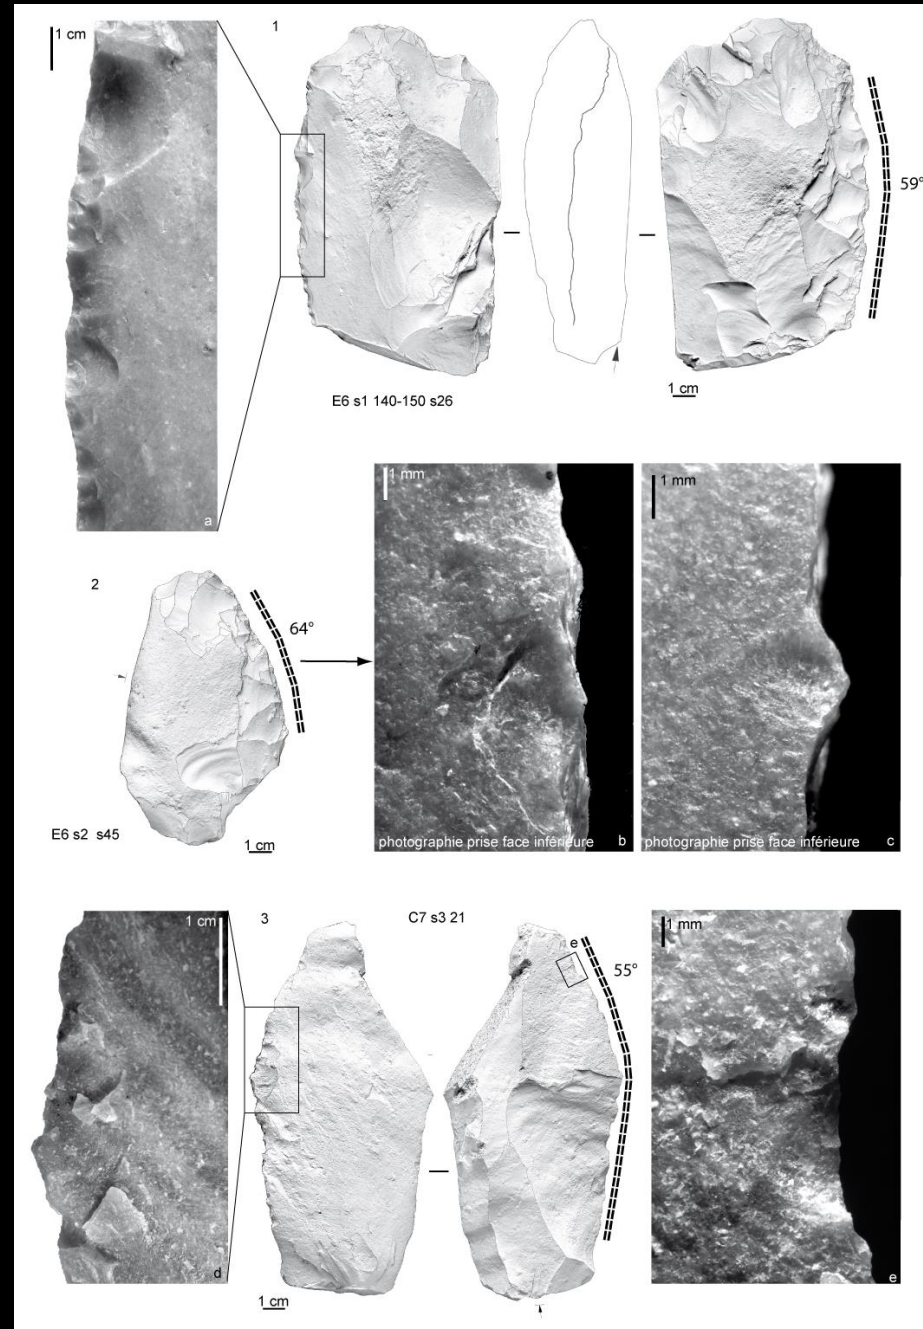 1 cm
1
59°
a
E6 s1 140-150 s26
1 cm
2
64°
E6 s2 s45
1 cm
1 mm
photographie prise face inférieure
b
1 mm
photographie prise face inférieure
c
1 cm
d
3
C7 s3 21
e
55°
1 cm
1 mm
e